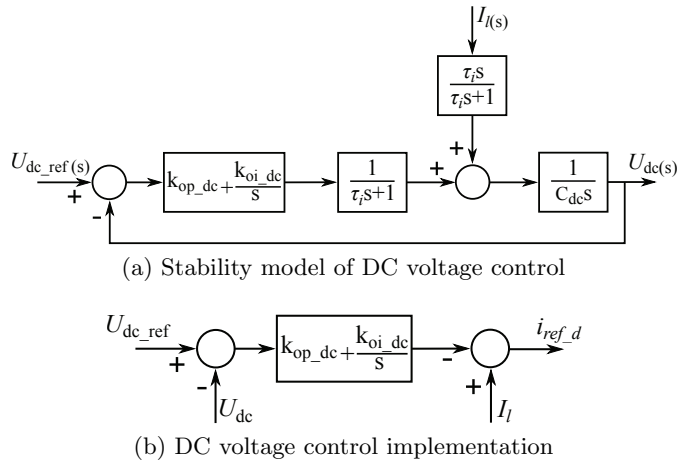 I_l(s)
τ_i s
τ_i s+1
U_dc_ref(s)
+
-
k_op_dc + k_oi_dc
s
1
τ_i s+1
+
+
1
C_dc s
U_dc(s)
(a) Stability model of DC voltage control
U_dc_ref
+
-
U_dc
k_op_dc + k_oi_dc
s
-
+
i_ref_d
I_l
(b) DC voltage control implementation